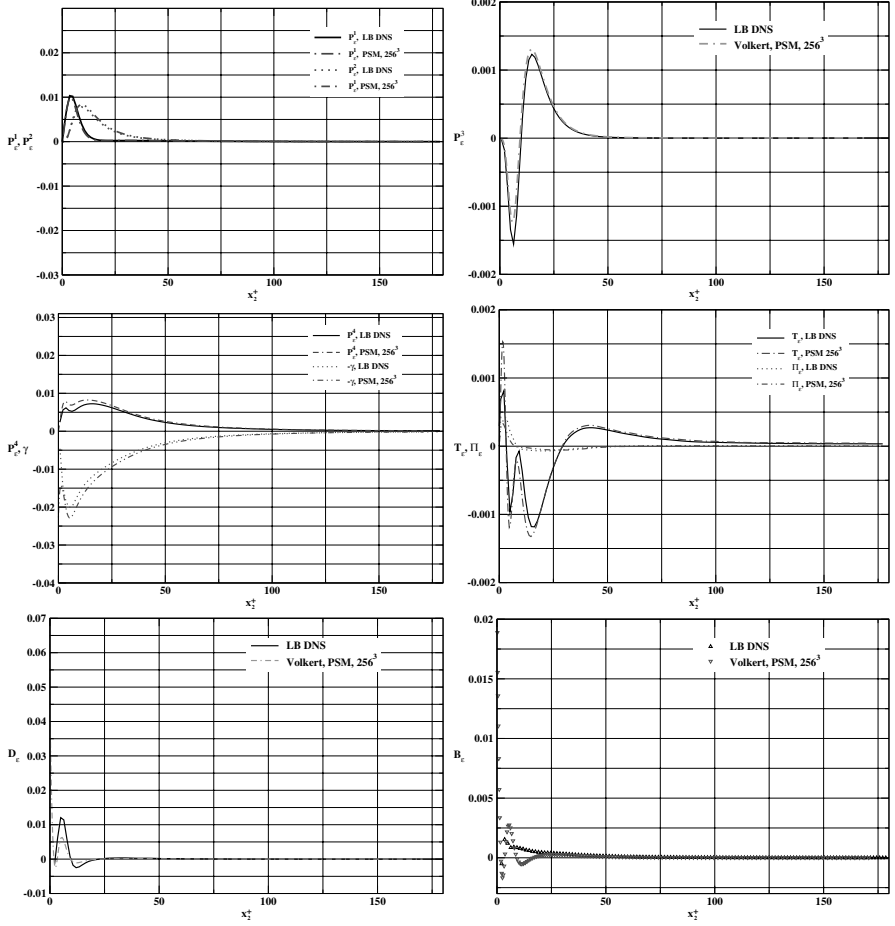 0.03
0.02
0.01
0
-0.01
-0.02
-0.03
P¹ε, P²ε
P¹ε, LB DNS
P¹ε, PSM, 256³
P²ε, LB DNS
P¹ε, PSM, 256³
0 50 100 150
x₂⁺
0.002
0.001
0
-0.001
-0.002
P³ε
LB DNS
Volkert, PSM, 256³
0 50 100 150
x₂⁺
0.03
0.02
0.01
0
-0.01
-0.02
-0.03
-0.04
P⁴ε, γ
P⁴ε, LB DNS
P⁴ε, PSM, 256³
-γ, LB DNS
-γ, PSM, 256³
0 50 100 150
x₂⁺
0.002
0.001
0
-0.001
-0.002
Tε, Πε
Tε, LB DNS
Tε, PSM 256³
Πε, LB DNS
Πε, PSM, 256³
0 50 100 150
x₂⁺
0.07
0.06
0.05
0.04
0.03
0.02
0.01
0
-0.01
Dε
LB DNS
Volkert, PSM, 256³
0 50 100 150
x₂⁺
0.02
0.015
0.01
0.005
0
Bε
LB DNS
Volkert, PSM, 256³
0 50 100 150
x₂⁺